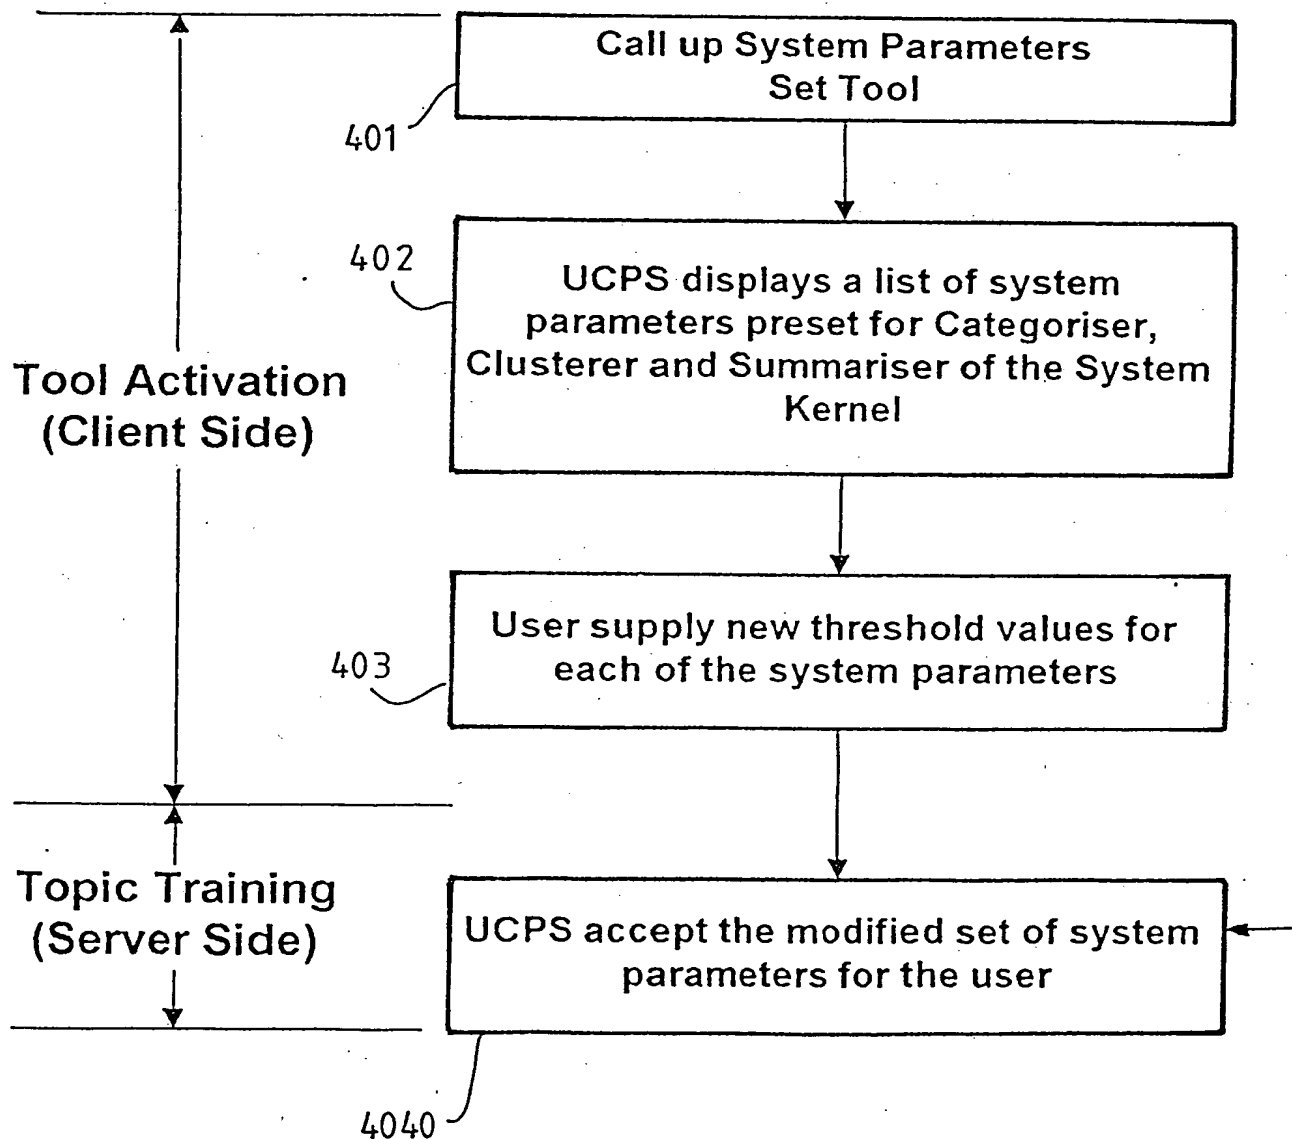 Call up System Parameters
Set Tool
401
402
UCPS displays a list of system
parameters preset for Categoriser,
Clusterer and Summariser of the System
Kernel
Tool Activation
(Client Side)
User supply new threshold values for
each of the system parameters
403
Topic Training
(Server Side)
UCPS accept the modified set of system
parameters for the user
4040